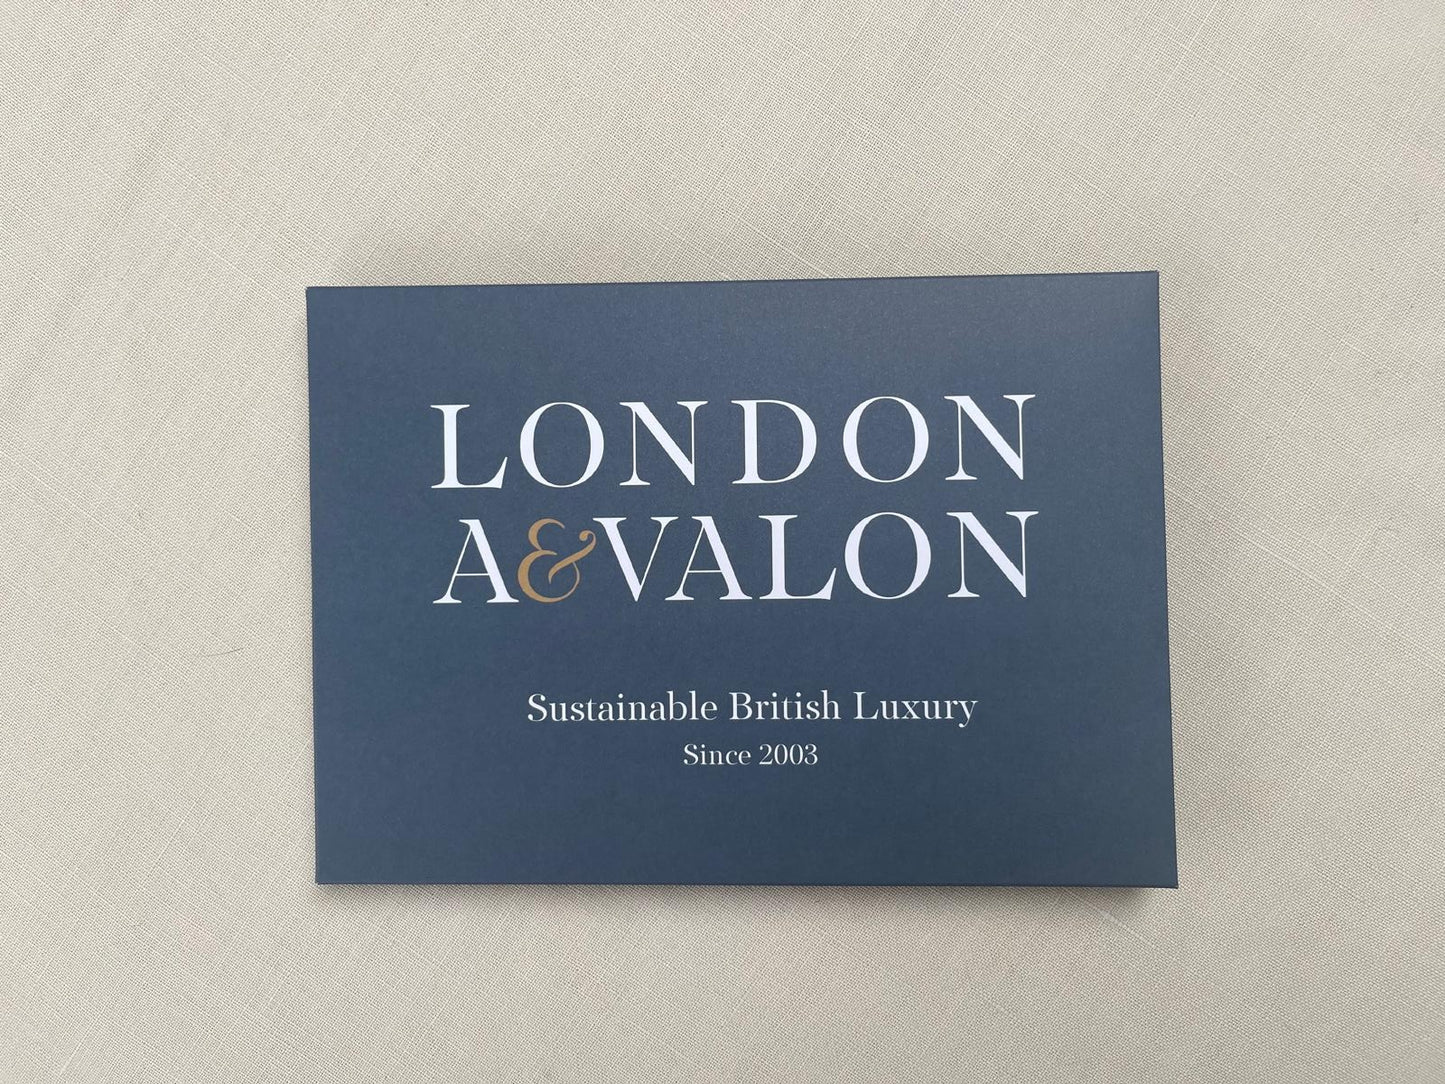 LONDON
A&VALON
Sustainable British Luxury
Since 2003